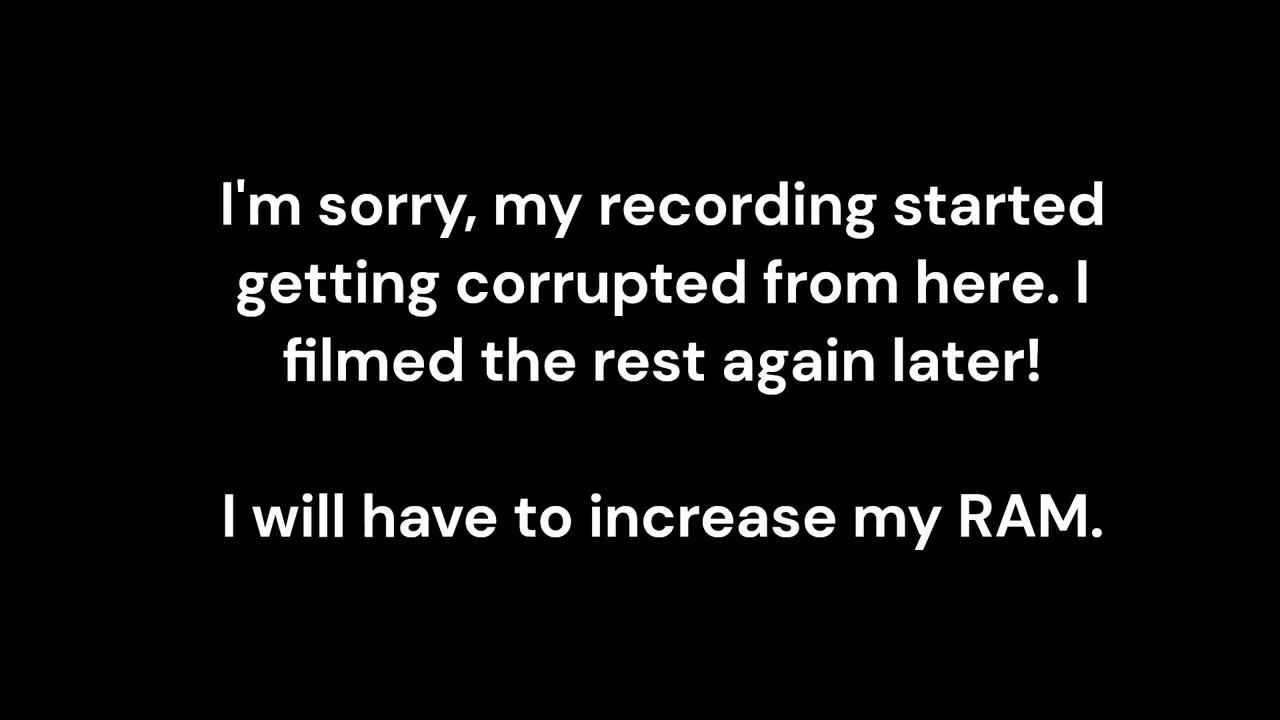 I'm sorry, my recording started
getting corrupted from here. I
filmed the rest again later!
I will have to increase my RAM.